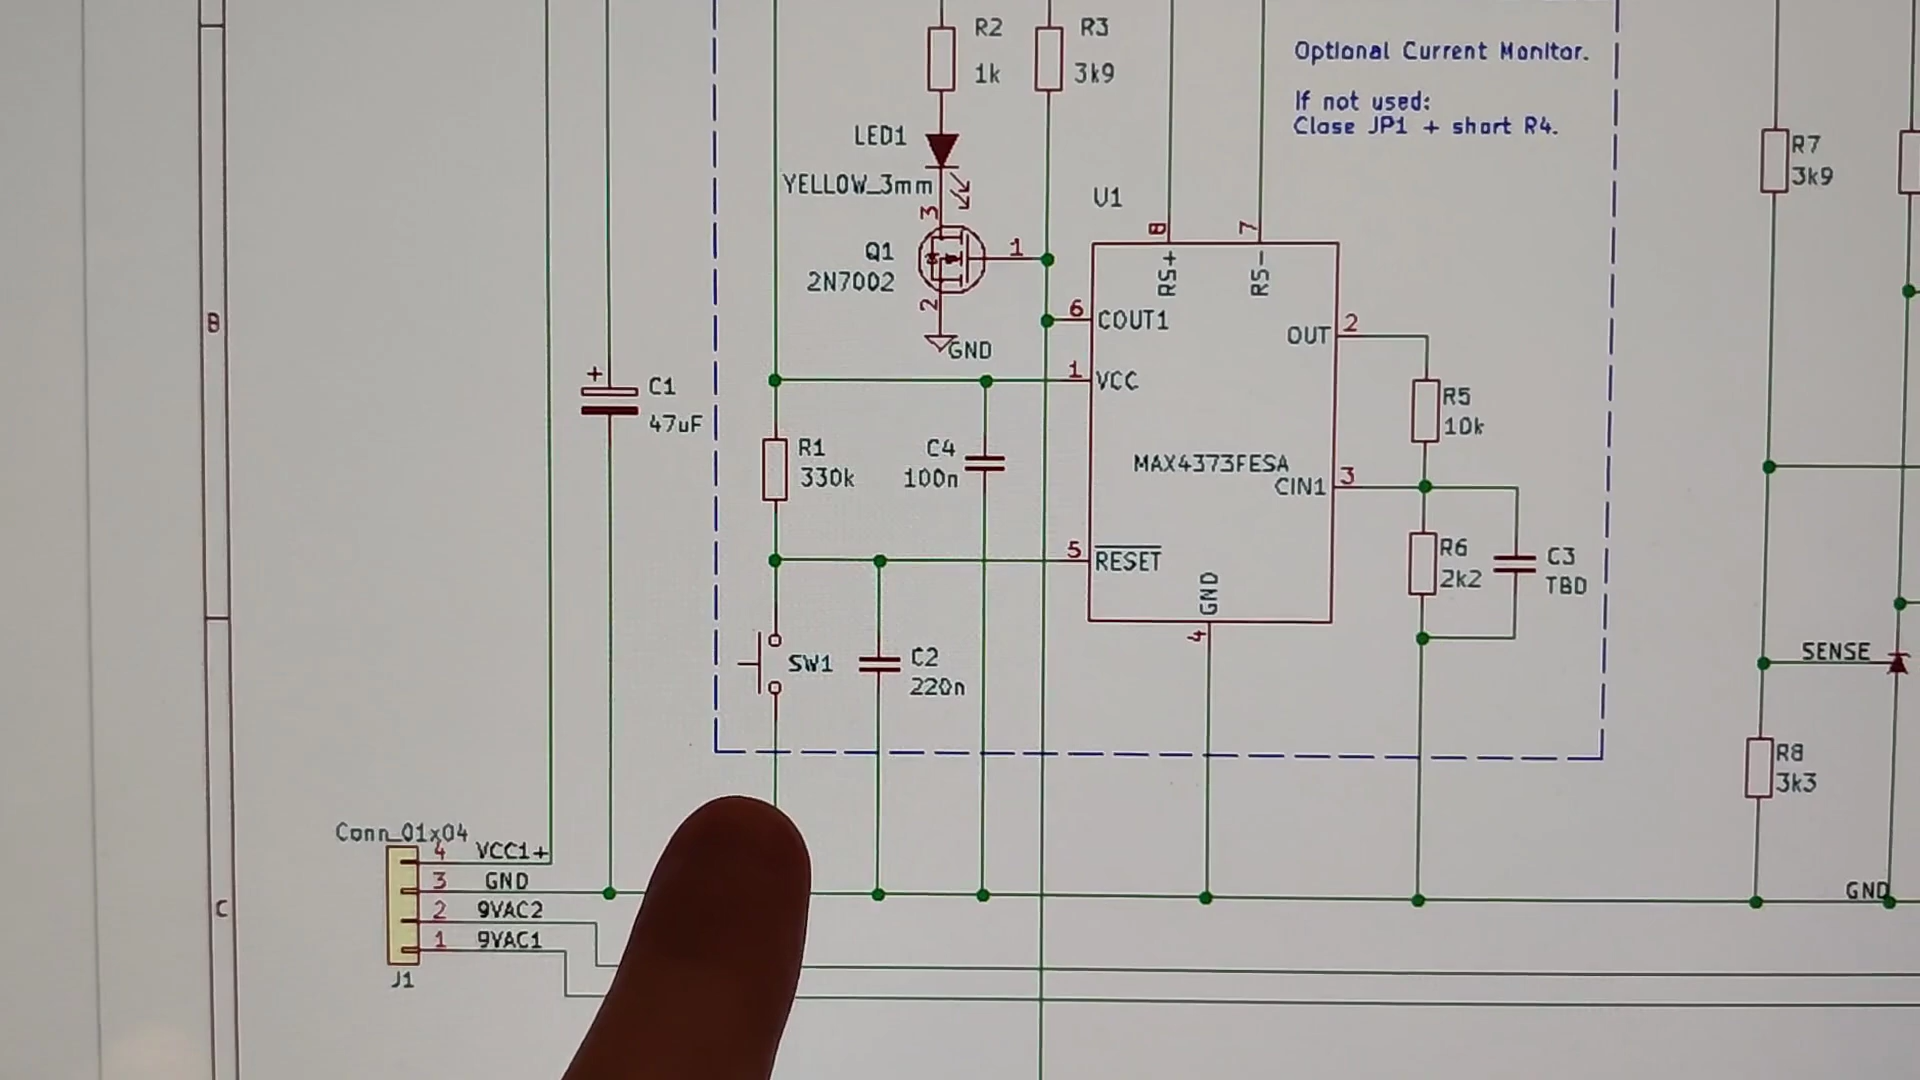 R2
1k
R3
3k9
Optional Current Monitor.
If not used:
Close JP1 + short R4.
LED1
YELLOW_3mm
3
Q1
2N7002
1
2
GND
U1
8
7
RS+
RS-
6
COUT1
OUT
2
1
VCC
R7
3k9
B
+
C1
47uF
R1
330k
C4
100n
MAX4373FESA
CIN1
3
R5
10k
5
RESET
GND
4
R6
2k2
C3
TBD
SW1
C2
220n
SENSE
R8
3k3
Conn_01x04
4
VCC1+
3
GND
2
9VAC2
1
9VAC1
J1
C
GND